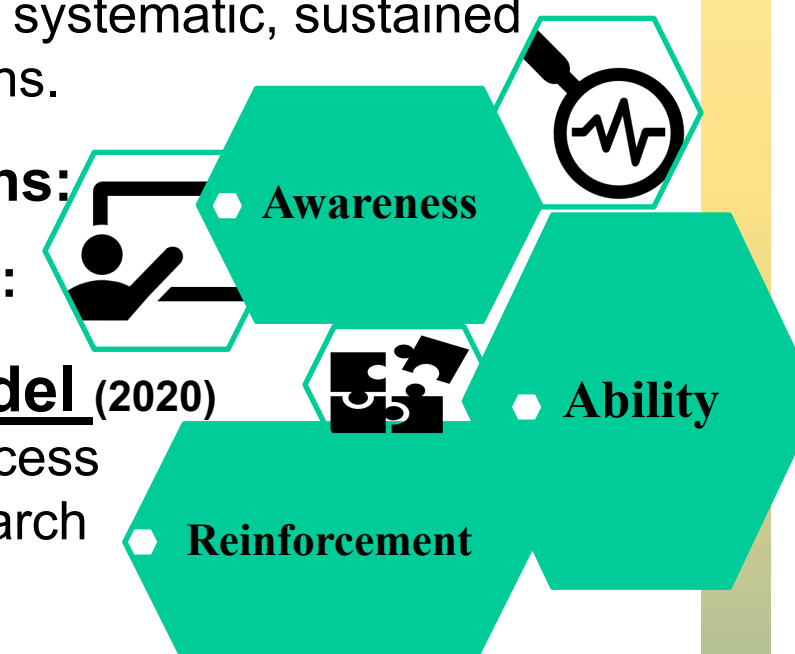 systematic, sustained
ns.
ns:
Awareness
:
del (2020)
Ability
cess
arch
Reinforcement